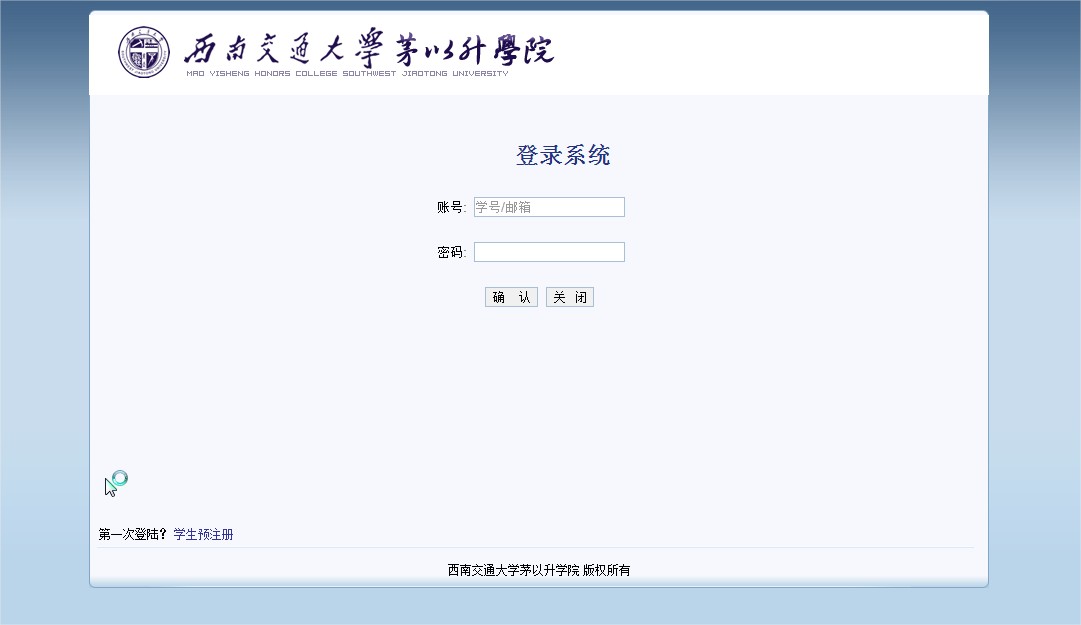 西南交通大学茅以升學院
MAO YISHENG HONORS COLLEGE SOUTHWEST JIAOTONG UNIVERSITY
登录系统
账号: 学号/邮箱
密码:
确 认 关 闭
第一次登陆? 学生预注册
西南交通大学茅以升学院 版权所有